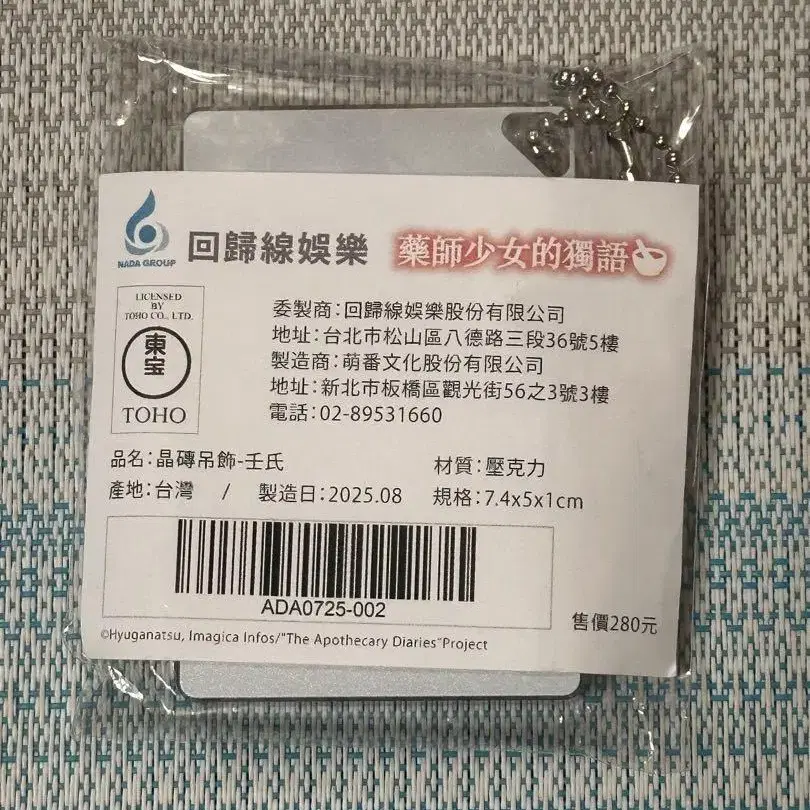 NADA GROUP
回歸線娛樂
藥師少女的獨語
LICENSED
BY
TOHO CO., LTD.
東宝
TOHO
委製商:回歸線娛樂股份有限公司
地址:台北市松山區八德路三段36號5樓
製造商:萌番文化股份有限公司
地址:新北市板橋區觀光街56之3號3樓
電話:02-89531660
品名:晶磚吊飾-壬氏
材質:壓克力
產地:台灣 / 製造日:2025.08 規格:7.4x5x1cm
ADA0725-002
售價280元
©Hyuganatsu, Imagica Infos/"The Apothecary Diaries"Project